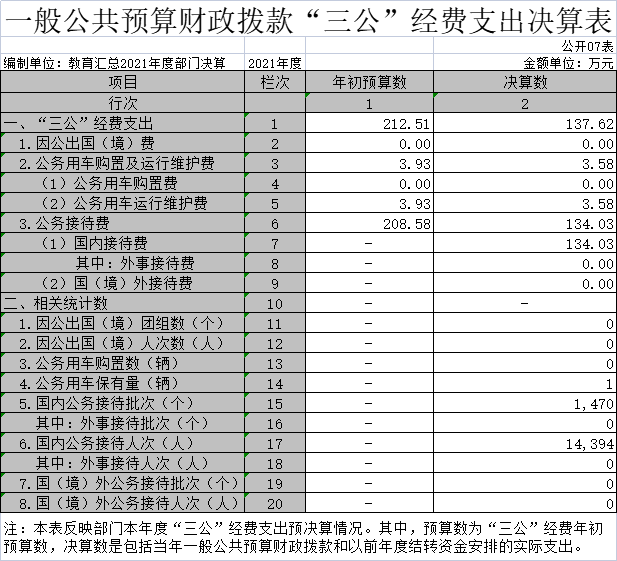 一般公共预算财政拨款“三公”经费支出决算表
公开07表
编制单位：教育汇总2021年度部门决算 2021年度 金额单位：万元
项目 栏次 年初预算数 决算数
行次 1 2
一、“三公”经费支出 1 212.51 137.62
1.因公出国（境）费 2 0.00 0.00
2.公务用车购置及运行维护费 3 3.93 3.58
（1）公务用车购置费 4 0.00 0.00
（2）公务用车运行维护费 5 3.93 3.58
3.公务接待费 6 208.58 134.03
（1）国内接待费 7 － 134.03
其中：外事接待费 8 － 0.00
（2）国（境）外接待费 9 － 0.00
二、相关统计数 10 － －
1.因公出国（境）团组数（个） 11 － 0
2.因公出国（境）人次数（人） 12 － 0
3.公务用车购置数（辆） 13 － 0
4.公务用车保有量（辆） 14 － 1
5.国内公务接待批次（个） 15 － 1,470
其中：外事接待批次（个） 16 － 0
6.国内公务接待人次（人） 17 － 14,394
其中：外事接待人次（人） 18 － 0
7.国（境）外公务接待批次（个） 19 － 0
8.国（境）外公务接待人次（人） 20 － 0
注：本表反映部门本年度“三公”经费支出预决算情况。其中，预算数为“三公”经费年初
预算数，决算数是包括当年一般公共预算财政拨款和以前年度结转资金安排的实际支出。